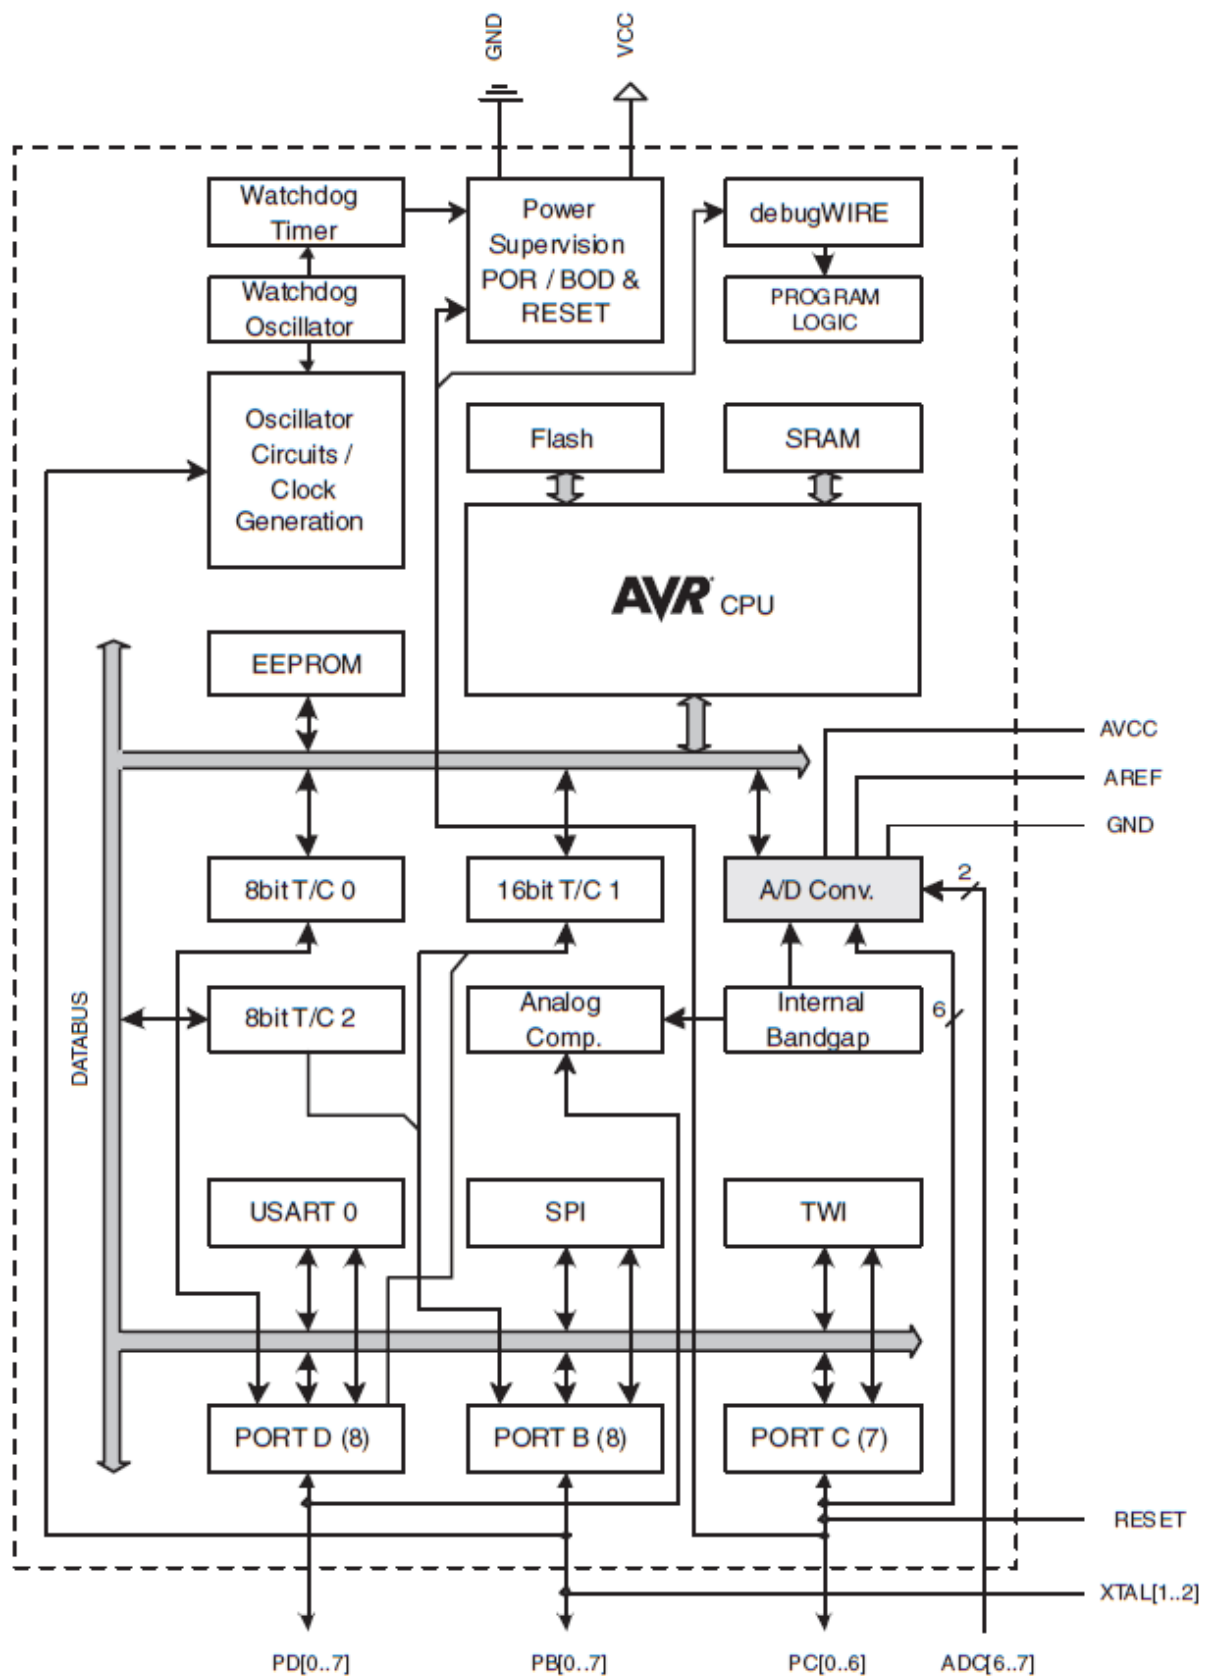 GND
VCC
Watchdog
Timer
Power
Supervision
POR / BOD &
RESET
debugWIRE
Watchdog
Oscillator
PROGRAM
LOGIC
Oscillator
Circuits /
Clock
Generation
Flash
SRAM
AVR CPU
EEPROM
AVCC
AREF
GND
8bit T/C 0
16bit T/C 1
A/D Conv.
2
DATABUS
8bit T/C 2
Analog
Comp.
Internal
Bandgap
6
USART 0
SPI
TWI
PORT D (8)
PORT B (8)
PORT C (7)
RESET
XTAL[1..2]
PD[0..7]
PB[0..7]
PC[0..6]
ADC[6..7]